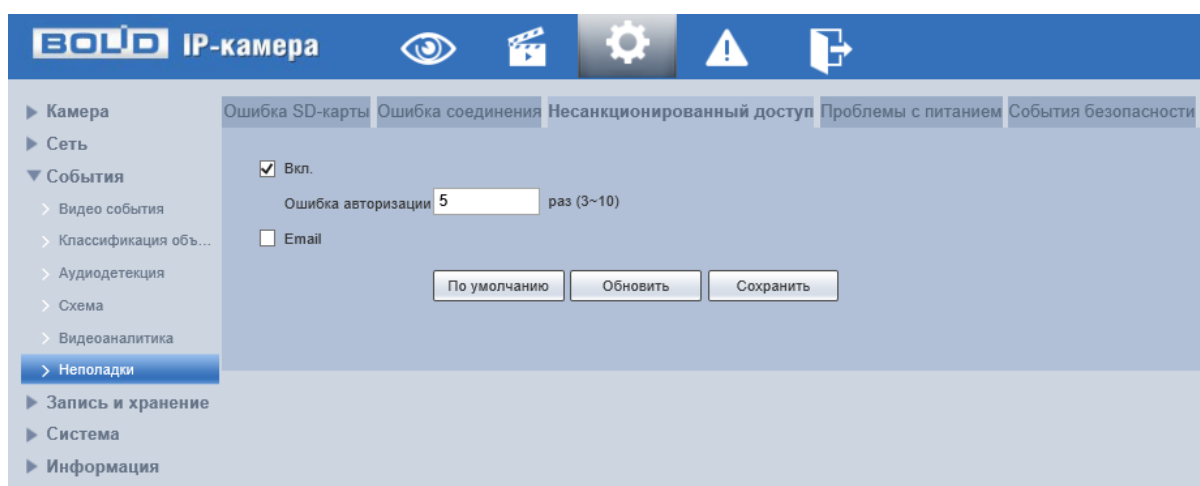 BOLID IP-камера
Ошибка SD-карты Ошибка соединения Несанкционированный доступ Проблемы с питанием События безопасности
Камера
Сеть
События
Видео события
Классификация объ...
Аудиодетекция
Схема
Видеоаналитика
Неполадки
Запись и хранение
Система
Информация
Вкл.
Ошибка авторизации 5 раз (3~10)
Email
По умолчанию Обновить Сохранить